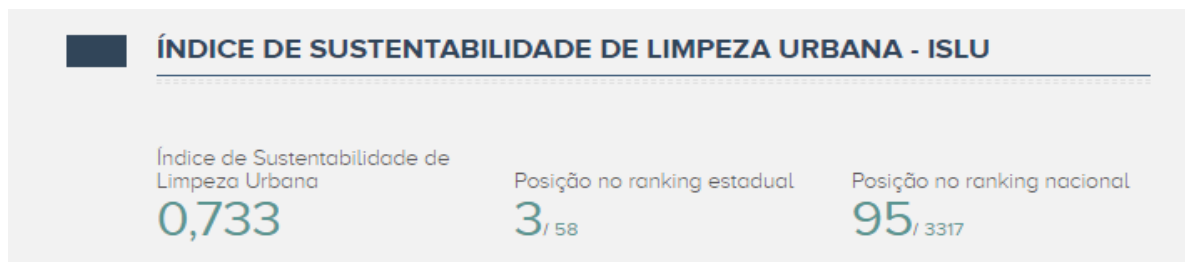 ÍNDICE DE SUSTENTABILIDADE DE LIMPEZA URBANA - ISLU
Índice de Sustentabilidade de
Limpeza Urbana
0,733
Posição no ranking estadual
3/ 58
Posição no ranking nacional
95/ 3317